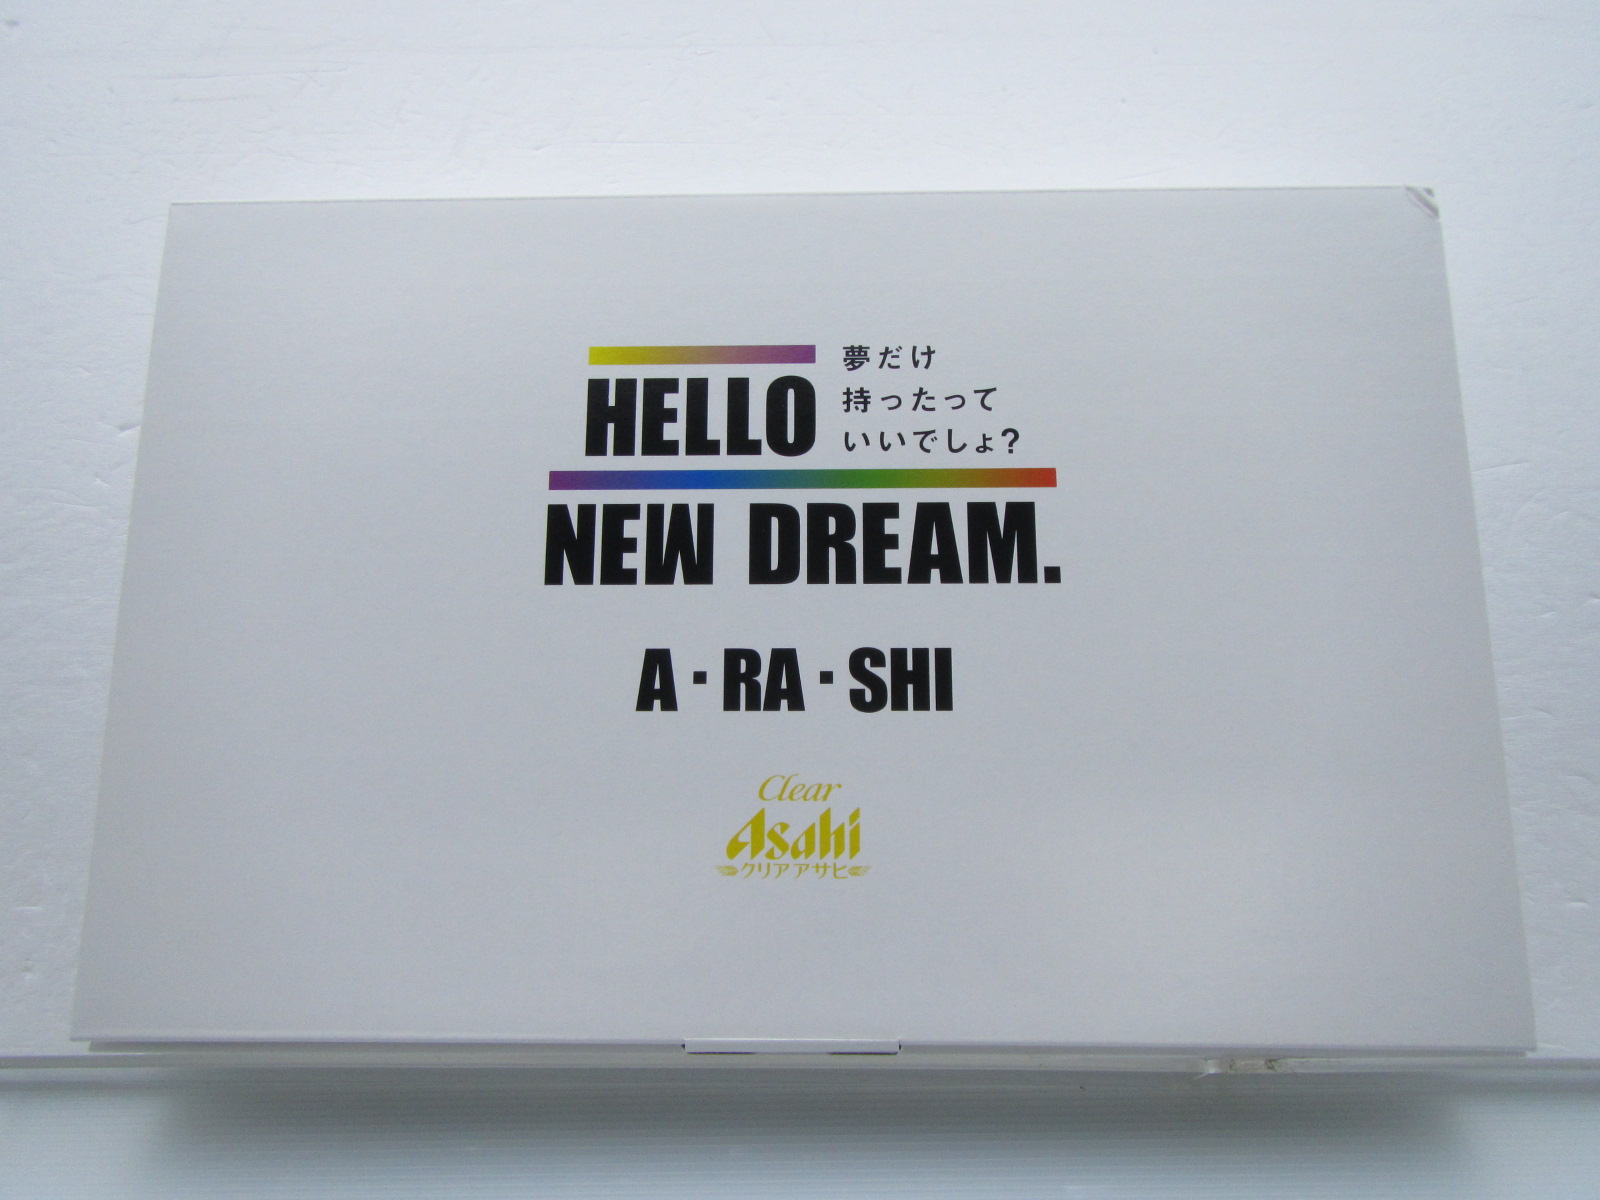 HELLO
夢だけ
持ったって
いいでしょ?
NEW DREAM.
A・RA・SHI
Clear
Asahi
クリアアサヒ